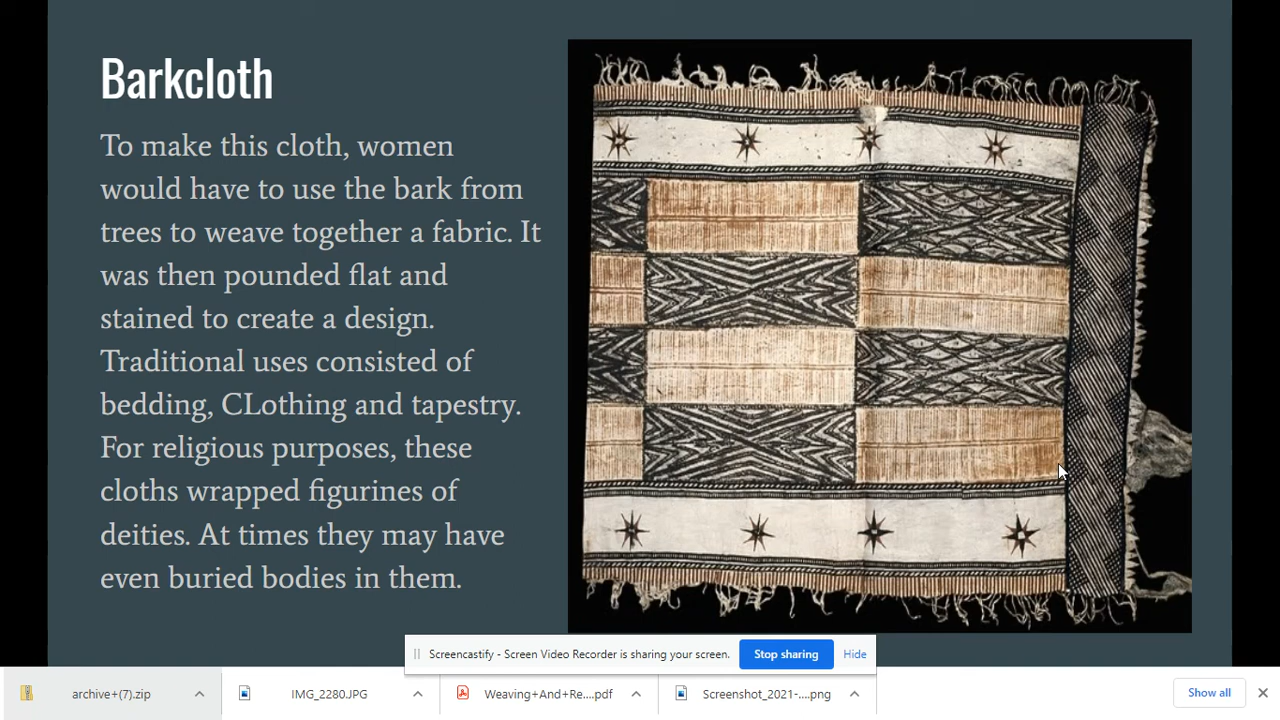 Barkcloth
To make this cloth, women
would have to use the bark from
trees to weave together a fabric. It
was then pounded flat and
stained to create a design.
Traditional uses consisted of
bedding, CLothing and tapestry.
For religious purposes, these
cloths wrapped figurines of
deities. At times they may have
even buried bodies in them.
Screencastify - Screen Video Recorder is sharing your screen.
Stop sharing
Hide
archive+(7).zip
IMG_2280.JPG
Weaving+And+Re....pdf
Screenshot_2021-....png
Show all